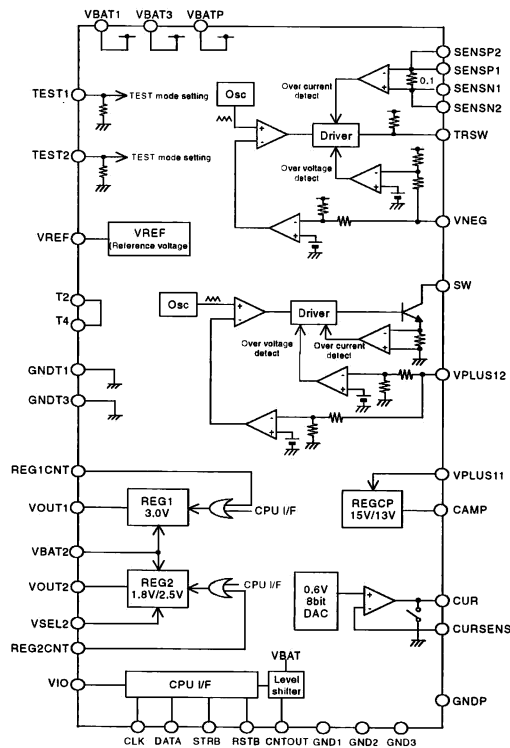 VBAT1 VBAT3 VBATP
SENSP2
SENSP1
0.1
SENSN1
SENSN2
TEST1
TEST mode setting
Osc
Over current
detect
Driver
TRSW
TEST2
TEST mode setting
Over voltage
detect
VREF
VREF
(Reference voltage
VNEG
T2
T4
Osc
Driver
SW
Over voltage
detect
Over current
detect
GNDT1
GNDT3
VPLUS12
REG1CNT
VOUT1
REG1
3.0V
CPU I/F
VPLUS11
REGCP
15V/13V
CAMP
VBAT2
VOUT2
REG2
1.8V/2.5V
CPU I/F
VSEL2
REG2CNT
0.6V
8bit
DAC
CUR
CURSENS
VIO
CPU I/F
VBAT
Level
shifter
GNDP
CLK DATA STRB RSTB CNTOUT GND1 GND2 GND3
+
-
+
-
+
-
+
-
+
-
+
-
+
-
+
-
+
-